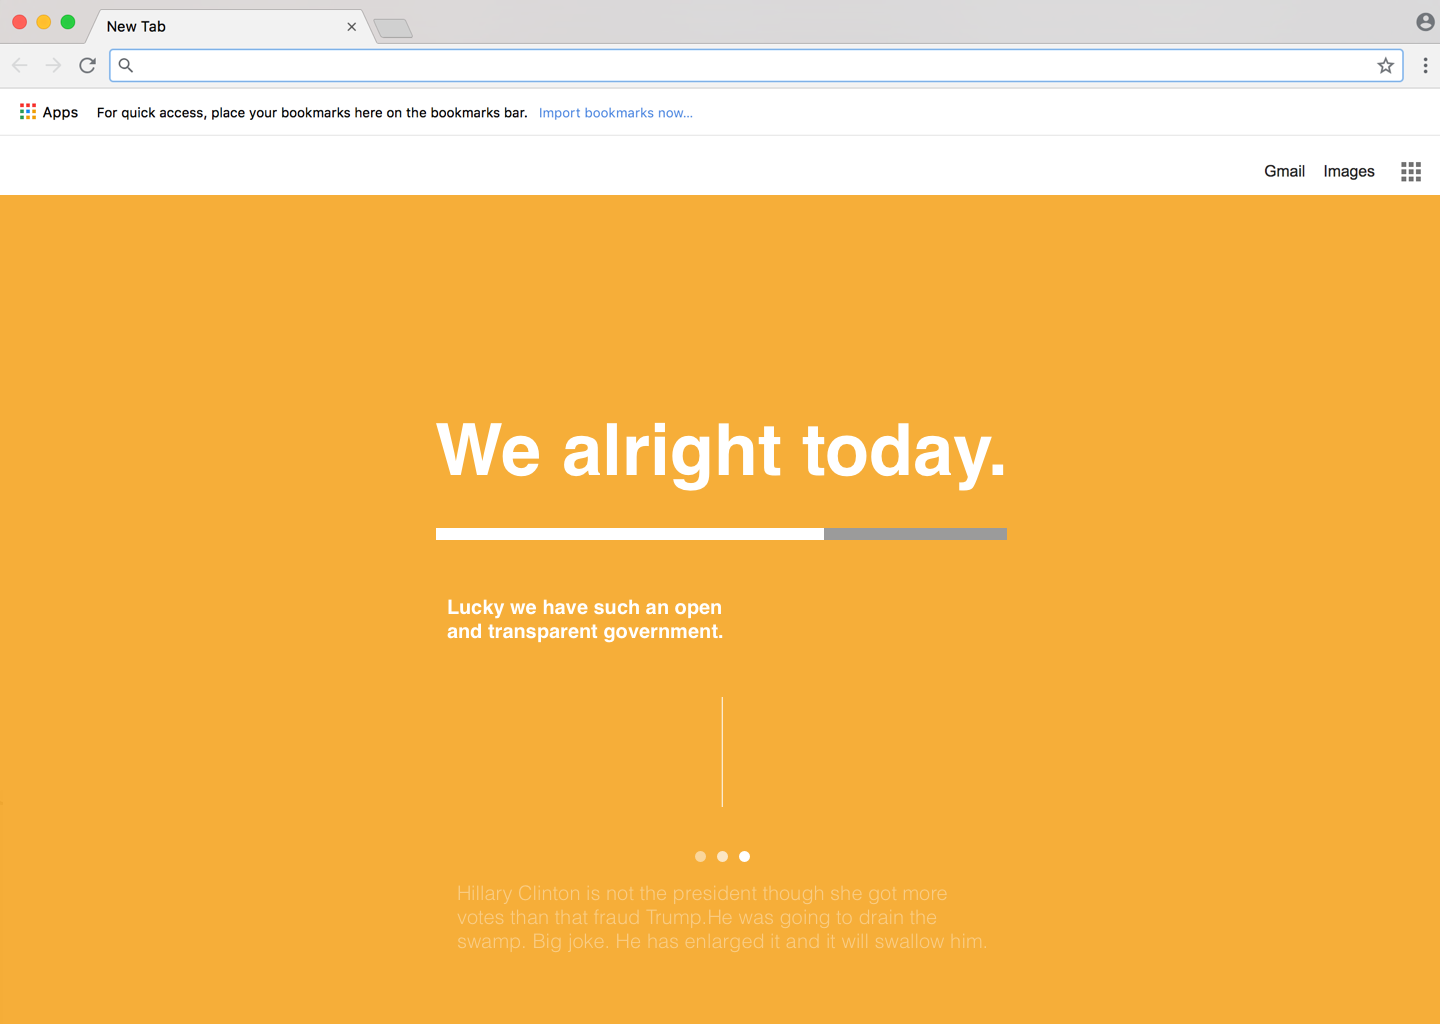 New Tab
Apps For quick access, place your bookmarks here on the bookmarks bar. Import bookmarks now...
Gmail Images
We alright today.
Lucky we have such an open
and transparent government.
Hillary Clinton is not the president though she got more
votes than that fraud Trump.He was going to drain the
swamp. Big joke. He has enlarged it and it will swallow him.